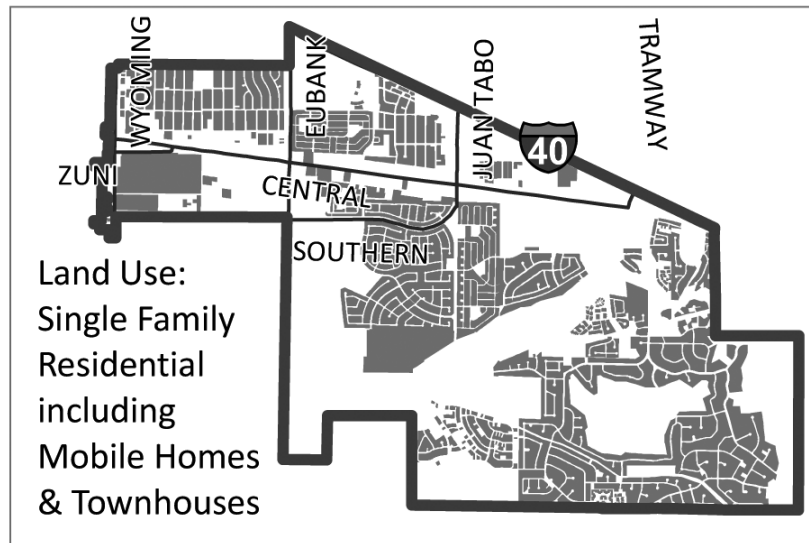 WYOMING
EUBANK
JUAN TABO
TRAMWAY
40
ZUNI
CENTRAL
SOUTHERN
Land Use:
Single Family
Residential
including
Mobile Homes
& Townhouses